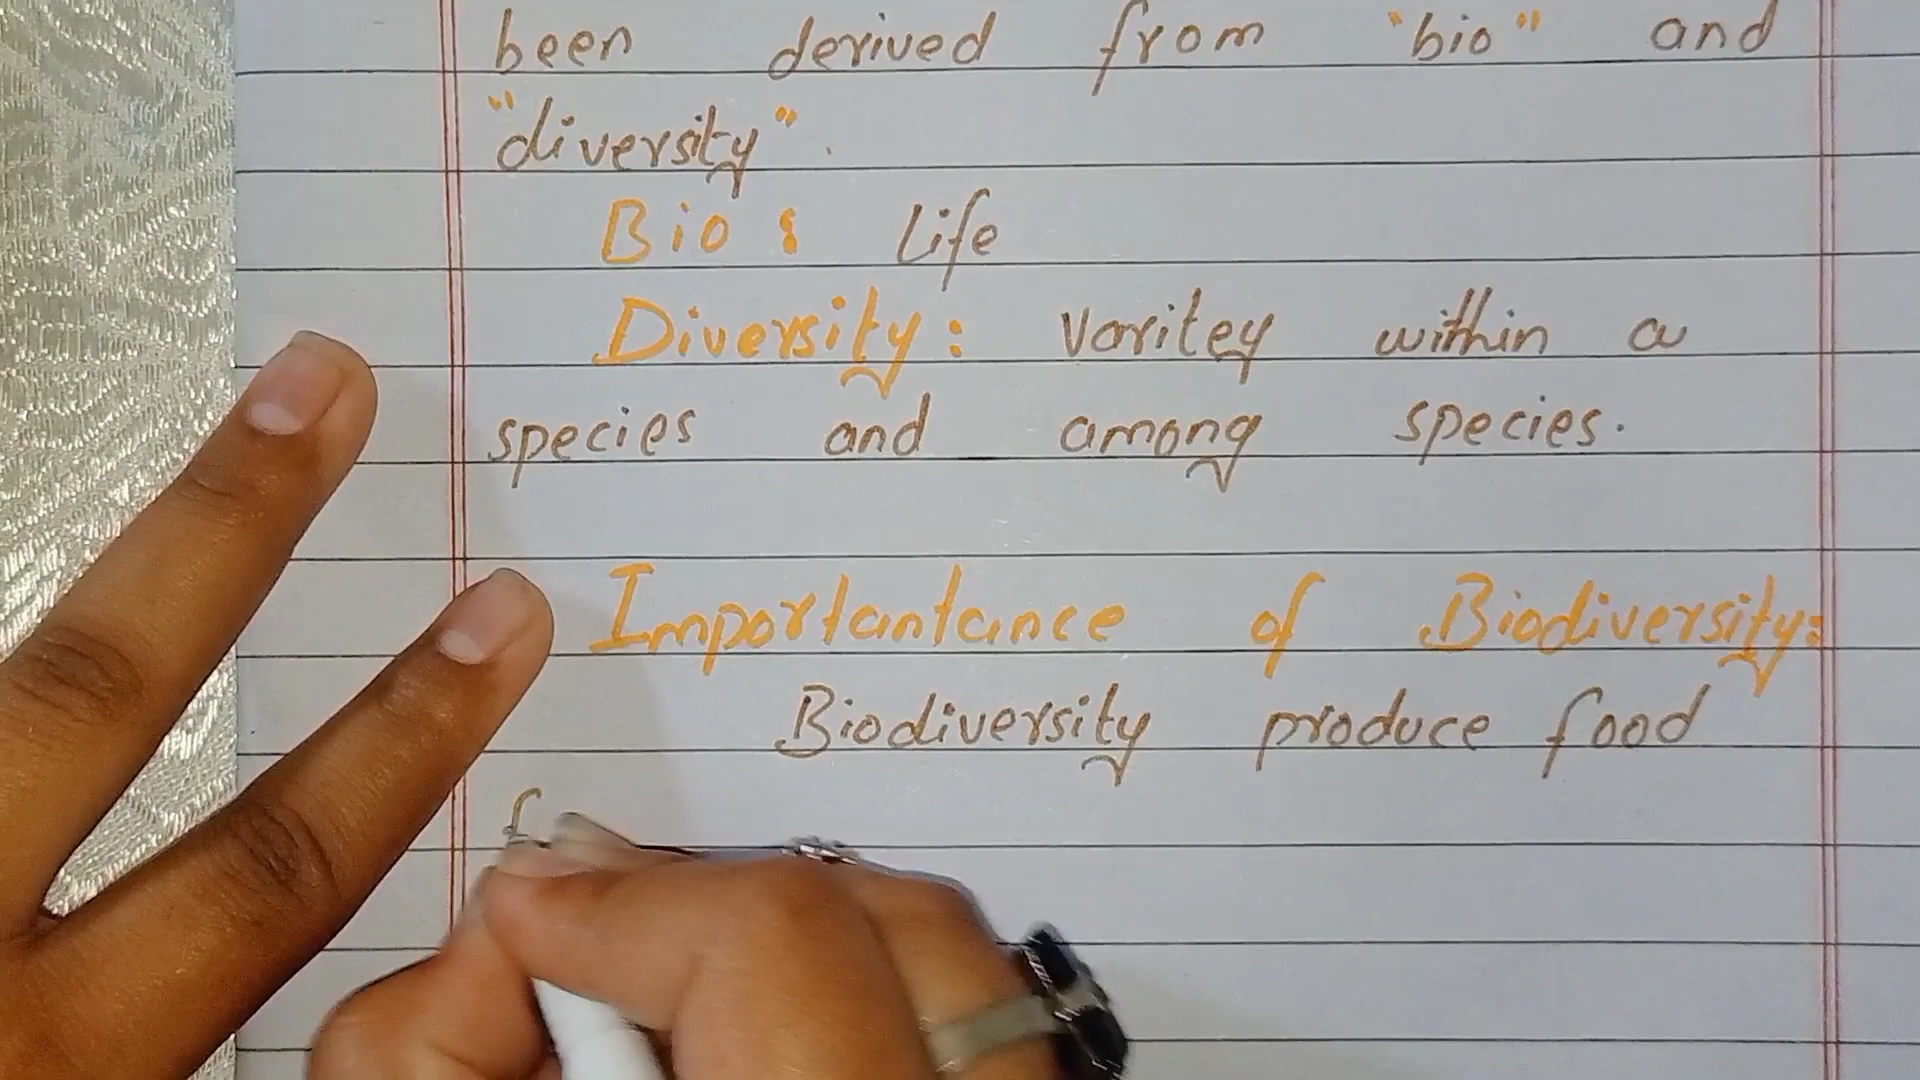 been derived from "bio" and
"diversity".
Bio : Life
Diversity : Varitey within a
species and among species.
Importantance of Biodiversity:
Biodiversity produce food
f